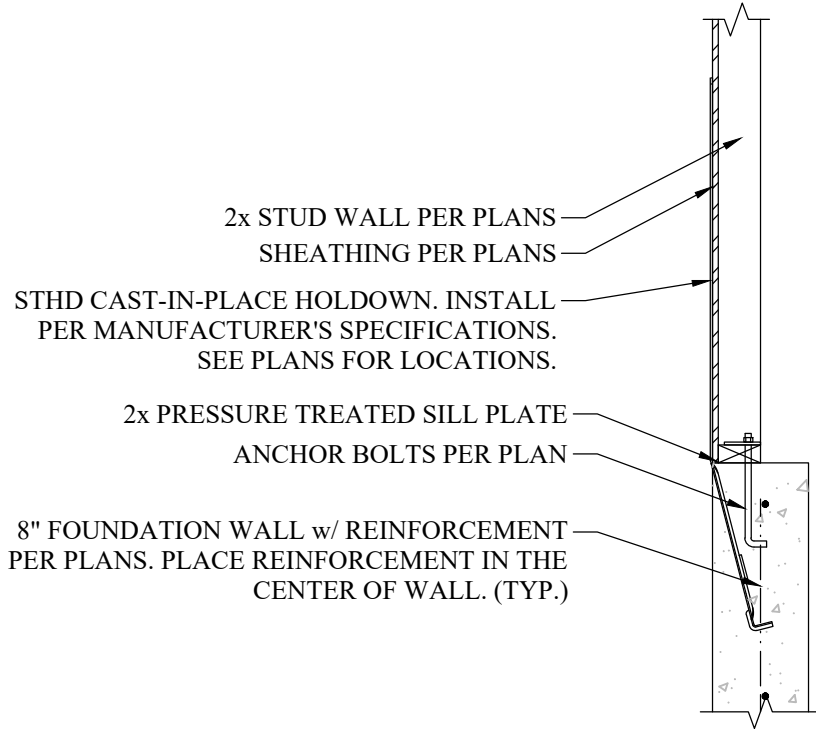 2x STUD WALL PER PLANS
SHEATHING PER PLANS
STHD CAST-IN-PLACE HOLDOWN. INSTALL
PER MANUFACTURER'S SPECIFICATIONS.
SEE PLANS FOR LOCATIONS.
2x PRESSURE TREATED SILL PLATE
ANCHOR BOLTS PER PLAN
8" FOUNDATION WALL w/ REINFORCEMENT
PER PLANS. PLACE REINFORCEMENT IN THE
CENTER OF WALL. (TYP.)